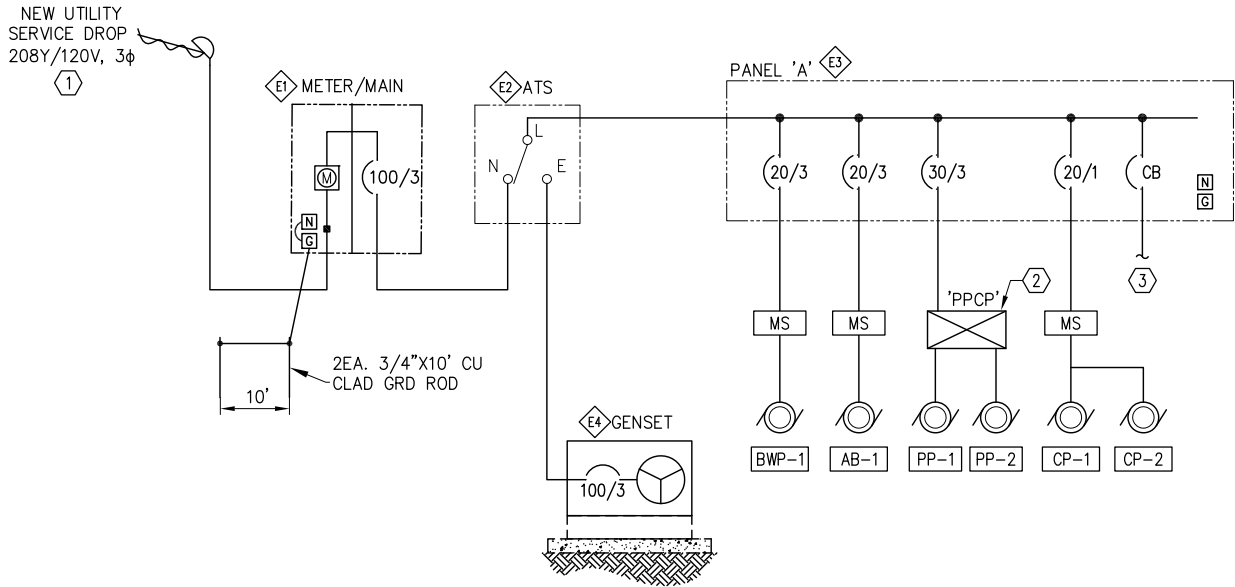 NEW UTILITY
SERVICE DROP
208Y/120V, 3ϕ
1
E1 METER/MAIN
M
100/3
N
G
2EA. 3/4"X10' CU
CLAD GRD ROD
10'
E2 ATS
L
N E
E4 GENSET
100/3
PANEL 'A' E3
20/3 20/3 30/3 20/1 CB
N
G
'PPCP' 2 3
MS MS MS
BWP-1 AB-1 PP-1 PP-2 CP-1 CP-2